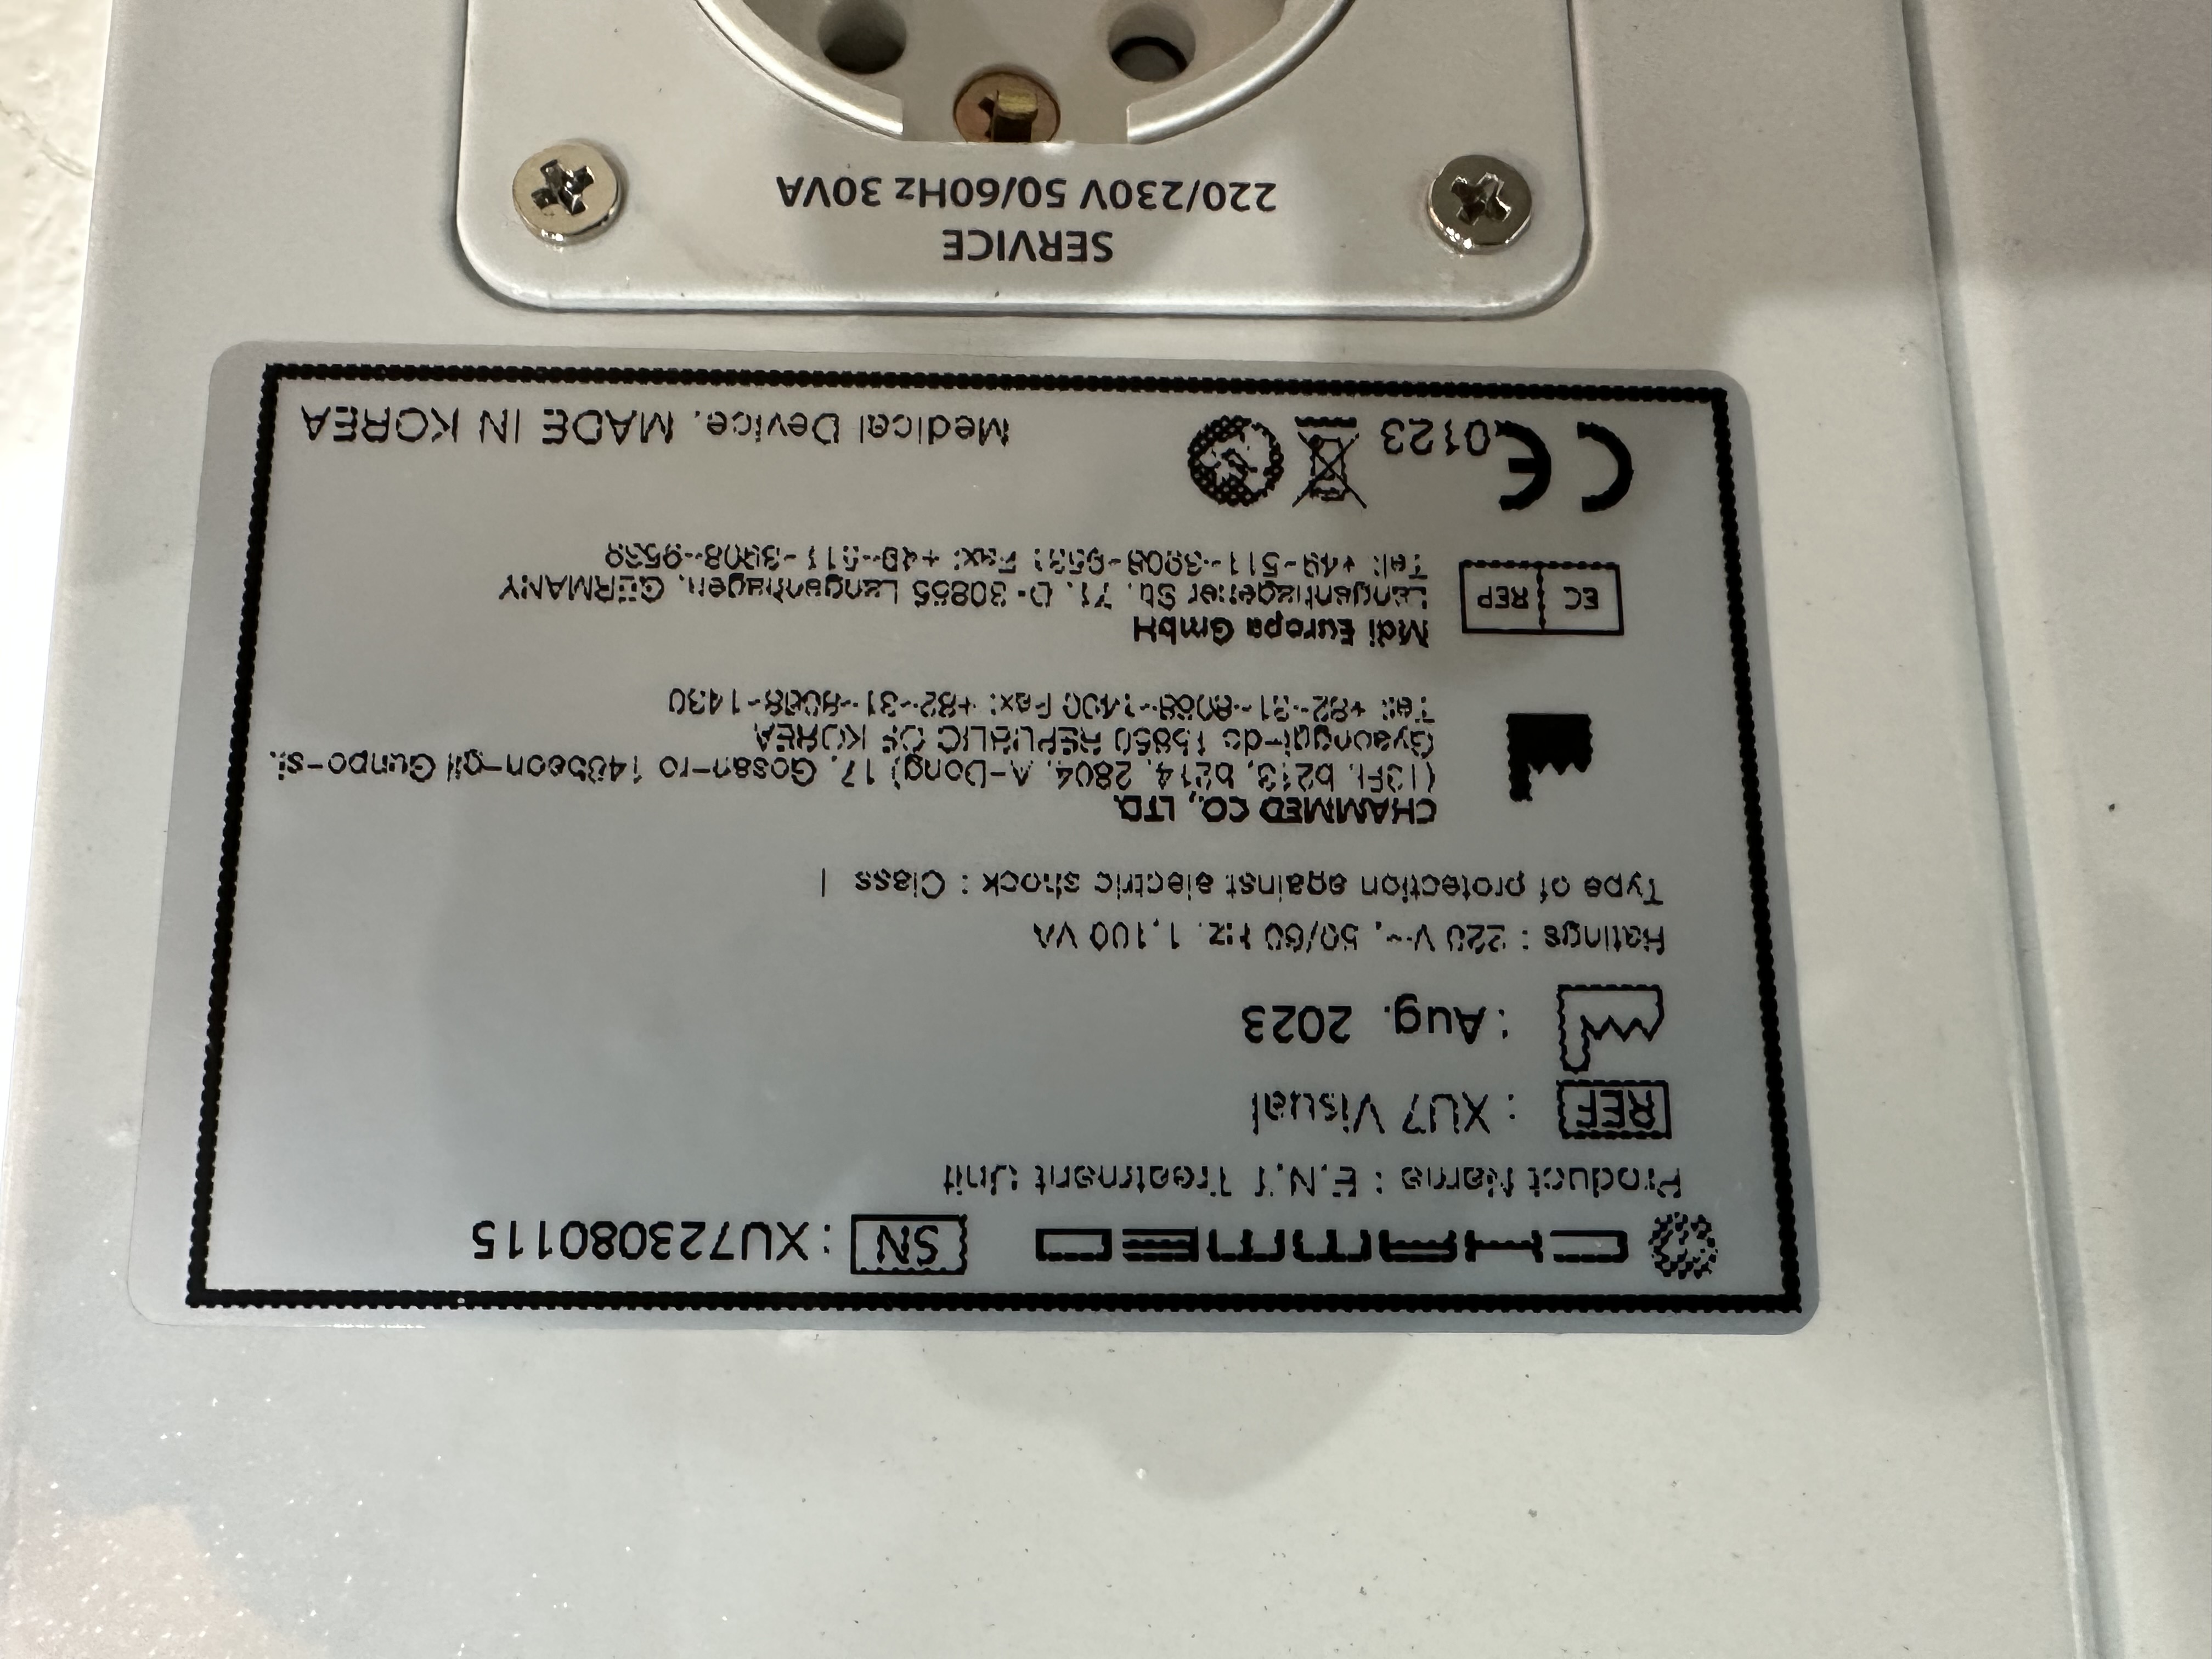 CHAMMED SN : XU723080115
Product Name : E.N.T Treatment Unit
REF : XU7 Visual
: Aug. 2023
Ratings : 220 V~, 50/60 Hz, 1,100 VA
Type of protection against electric shock : Class I
CHAMMED CO., LTD.
(13Fl. b213, b214, 2804, A-Dong) 17, Gosan-ro 148beon-gil Gunpo-si,
Gyeonggi-do 15850 REPUBLIC OF KOREA
Tel: +82-31-8068-1400 Fax: +82-31-8068-1430
EC REP
Mdi Europa GmbH
Langenhagener Str. 71, D-30855 Langenhagen, GERMANY
Tel: +49-511-3908-9531 Fax: +49-511-3908-9539
CE 0123 Medical Device, MADE IN KOREA
SERVICE
220/230V 50/60Hz 30VA